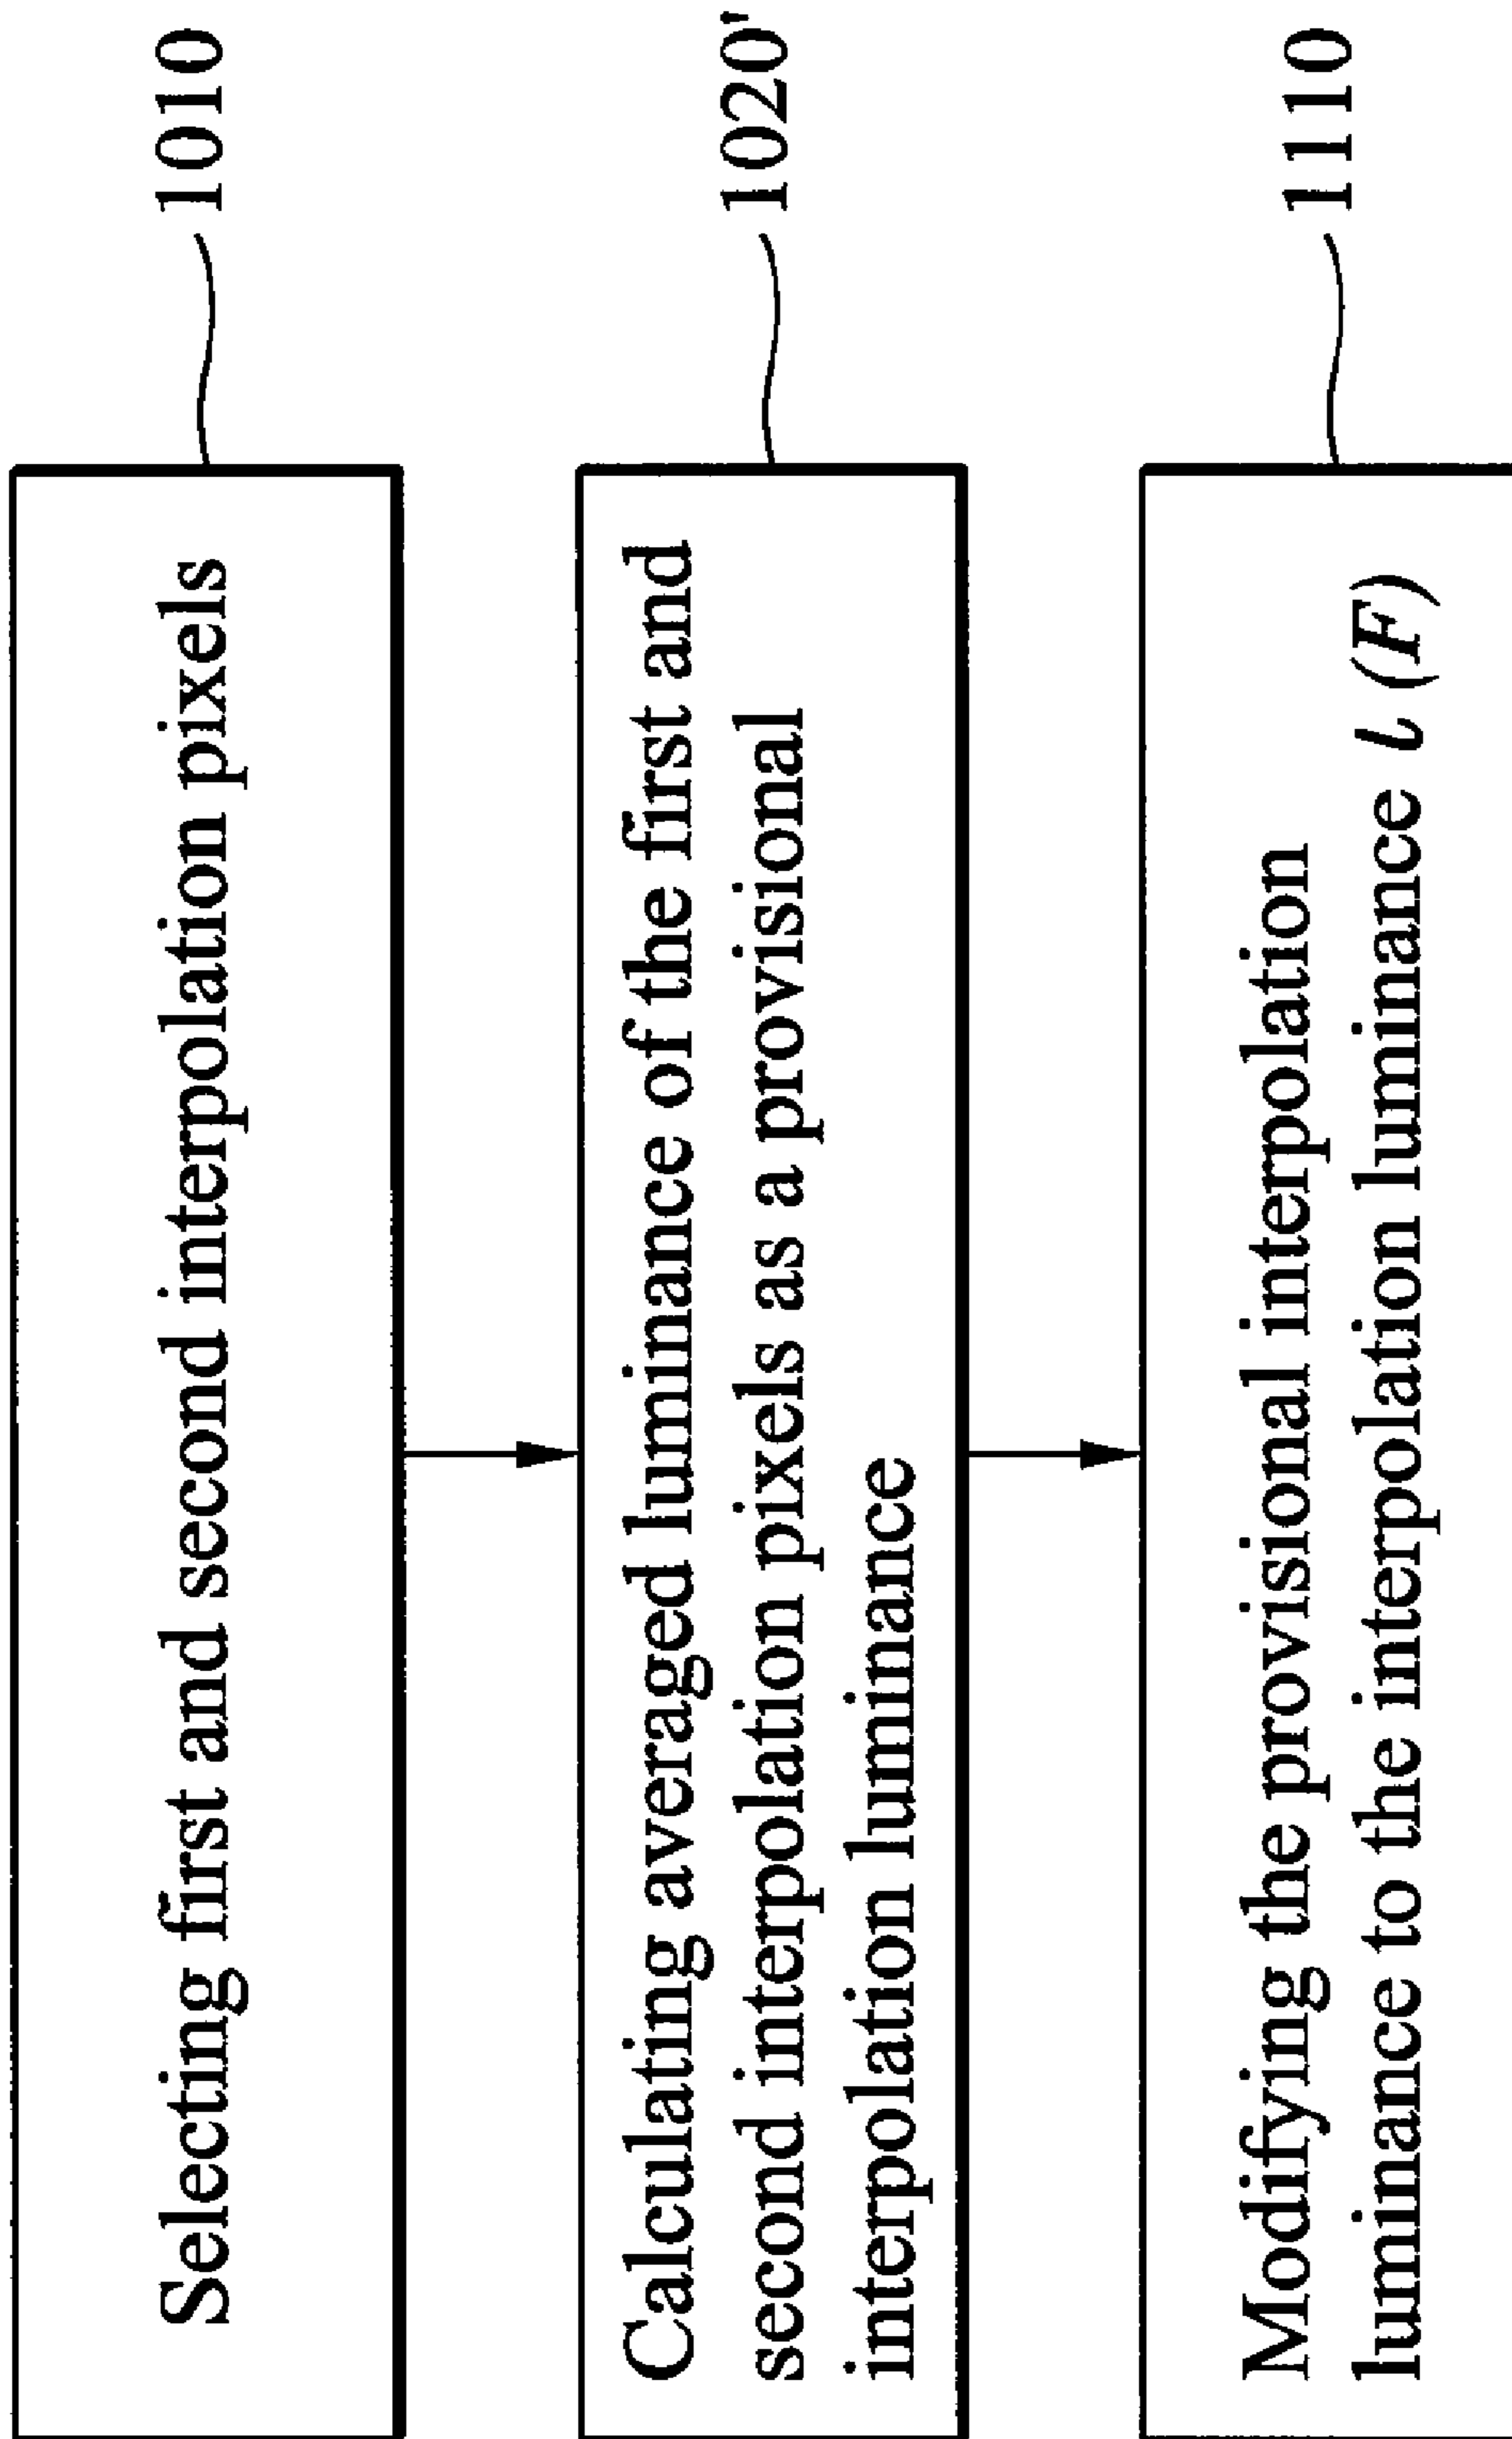 Selecting first and second interpolation pixels
1010
Calculating averaged luminance of the first and
second interpolation pixels as a provisional
interpolation luminance
1020'
Modifying the provisional interpolation
luminance to the interpolation luminance l (F)
1110